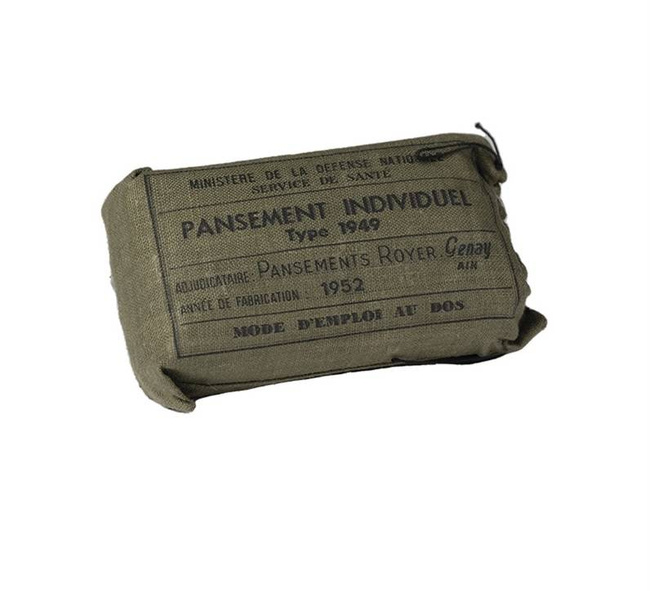 MINISTERE DE LA DEFENSE NATIONALE
SERVICE DE SANTÉ
PANSEMENT INDIVIDUEL
Type 1949
ADJUDICATAIRE: PANSEMENTS ROYER. Genay
AIN
ANNÉE DE FABRICATION : 1952
MODE D'EMPLOI AU DOS